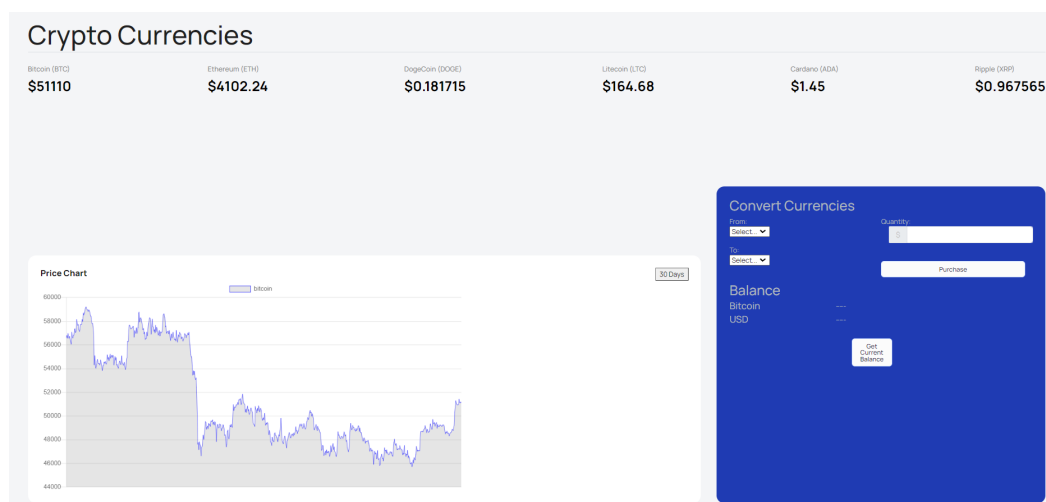 Crypto Currencies
Bitcoin (BTC) Ethereum (ETH) DogeCoin (DOGE) Litecoin (LTC) Cardano (ADA) Ripple (XRP)
$51110 $4102.24 $0.181715 $164.68 $1.45 $0.967565
Convert Currencies
From: Quantity:
Select... $
To:
Select... Purchase
Balance
Bitcoin ----
USD ----
Get
Current
Balance
Price Chart 30 Days
bitcoin
60000
58000
56000
54000
52000
50000
48000
46000
44000